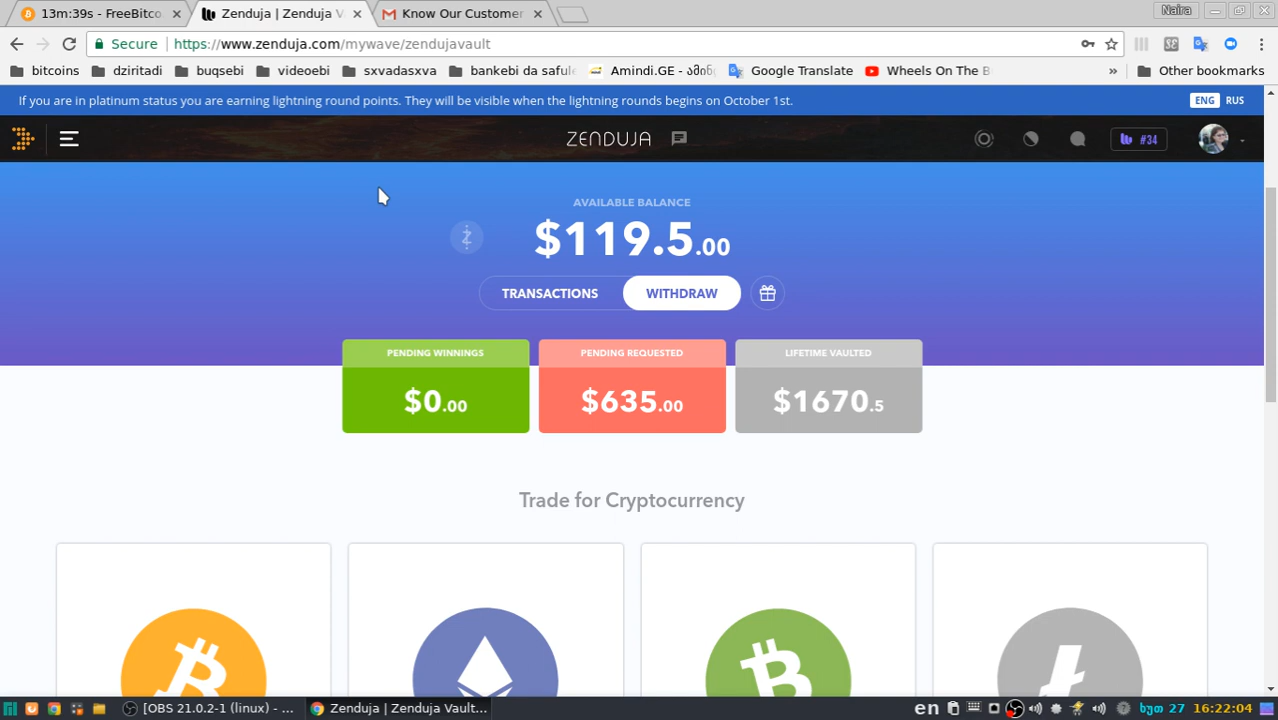 13m:39s - FreeBitco
Zenduja | Zenduja V
Know Our Customer
Naira
Secure
https://www.zenduja.com/mywave/zendujavault
bitcoins
dziritadi
buqsebi
videoebi
sxvadasxva
bankebi da safule
Amindi.GE - ამინდ
Google Translate
Wheels On The B
»
Other bookmarks
If you are in platinum status you are earning lightning round points. They will be visible when the lightning rounds begins on October 1st.
ENG RUS
ZENDUJA
#34
AVAILABLE BALANCE
$119.5.00
TRANSACTIONS
WITHDRAW
PENDING WINNINGS
$0.00
PENDING REQUESTED
$635.00
LIFETIME VAULTED
$1670.5
Trade for Cryptocurrency
[OBS 21.0.2-1 (linux) - ...
Zenduja | Zenduja Vault...
en
ხუთ 27
16:22:04